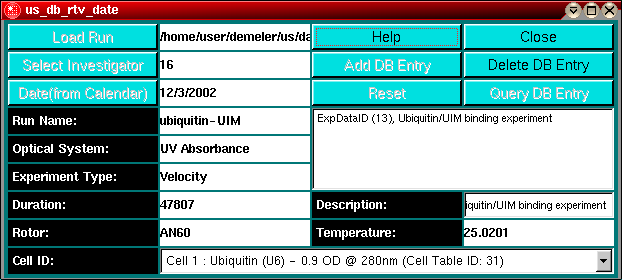 us_db_rtv_date
Load Run /home/user/demeler/us/da Help Close
Select Investigator 16 Add DB Entry Delete DB Entry
Date(from Calendar) 12/3/2002 Reset Query DB Entry
Run Name: ubiquitin-UIM ExpDataID (13), Ubiquitin/UIM binding experiment
Optical System: UV Absorbance
Experiment Type: Velocity
Duration: 47807 Description: iquitin/UIM binding experiment
Rotor: AN60 Temperature: 25.0201
Cell ID: Cell 1 : Ubiquitin (U6) - 0.9 OD @ 280nm (Cell Table ID: 31)